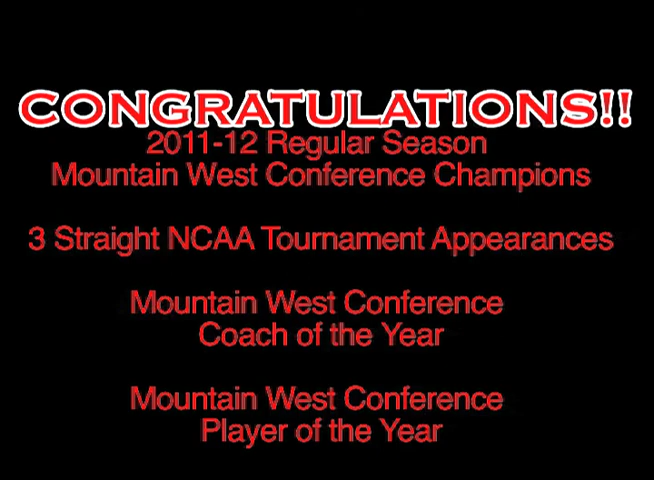 CONGRATULATIONS!!
2011-12 Regular Season
Mountain West Conference Champions
3 Straight NCAA Tournament Appearances
Mountain West Conference
Coach of the Year
Mountain West Conference
Player of the Year